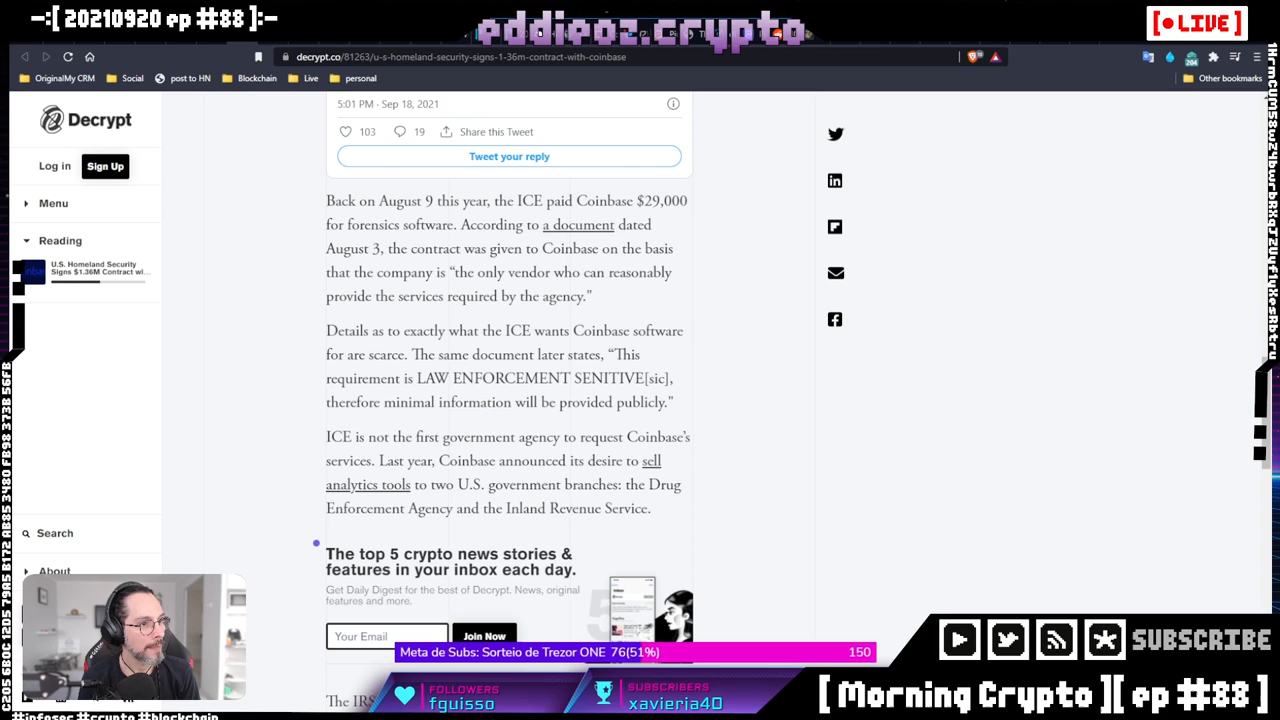 -:[ 20210920 ep #88 ]:-
eddieoz.crypto
[● LIVE]
decrypt.co/81263/u-s-homeland-security-signs-1-36m-contract-with-coinbase
204
OriginalMy CRM
Social
post to HN
Blockchain
Live
personal
Other bookmarks
Decrypt
Log in
Sign Up
Menu
Reading
U.S. Homeland Security
Signs $1.36M Contract wi...
Search
About
5:01 PM · Sep 18, 2021
103
19
Share this Tweet
Tweet your reply
Back on August 9 this year, the ICE paid Coinbase $29,000
for forensics software. According to a document dated
August 3, the contract was given to Coinbase on the basis
that the company is “the only vendor who can reasonably
provide the services required by the agency."
Details as to exactly what the ICE wants Coinbase software
for are scarce. The same document later states, “This
requirement is LAW ENFORCEMENT SENITIVE[sic],
therefore minimal information will be provided publicly."
ICE is not the first government agency to request Coinbase’s
services. Last year, Coinbase announced its desire to sell
analytics tools to two U.S. government branches: the Drug
Enforcement Agency and the Inland Revenue Service.
The top 5 crypto news stories &
features in your inbox each day.
Get Daily Digest for the best of Decrypt. News, original
features and more.
Your Email
Join Now
Meta de Subs: Sorteio de Trezor ONE 76(51%)
150
The IR
FOLLOWERS
fguisso
SUBSCRIBERS
xavierja40
SUBSCRIBE
[ Morning Crypto ][ ep #88 ]
#infosec #crypto #blockchain